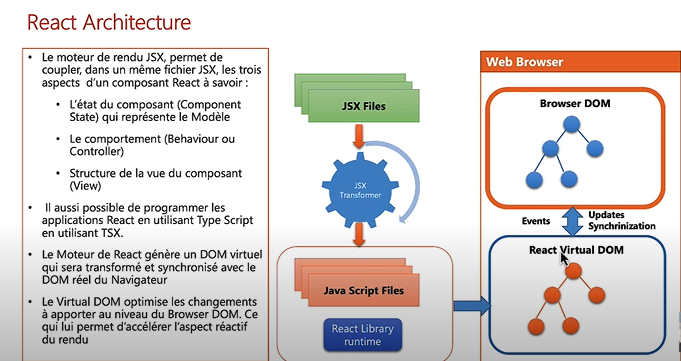 React Architecture
• Le moteur de rendu JSX, permet de
coupler, dans un même fichier JSX, les trois
aspects d'un composant React à savoir :
• L'état du composant (Component
State) qui représente le Modèle
• Le comportement (Behaviour ou
Controller)
• Structure de la vue du composant
(View)
• Il aussi possible de programmer les
applications React en utilisant Type Script
en utilisant TSX.
• Le Moteur de React génère un DOM virtuel
qui sera transformé et synchronisé avec le
DOM réel du Navigateur
• Le Virtual DOM optimise les changements
à apporter au niveau du Browser DOM. Ce
qui lui permet d'accélérer l'aspect réactif
du rendu
JSX Files
JSX
Transformer
Java Script Files
React Library
runtime
Web Browser
Browser DOM
Events
Updates
Synchrinization
React Virtual DOM